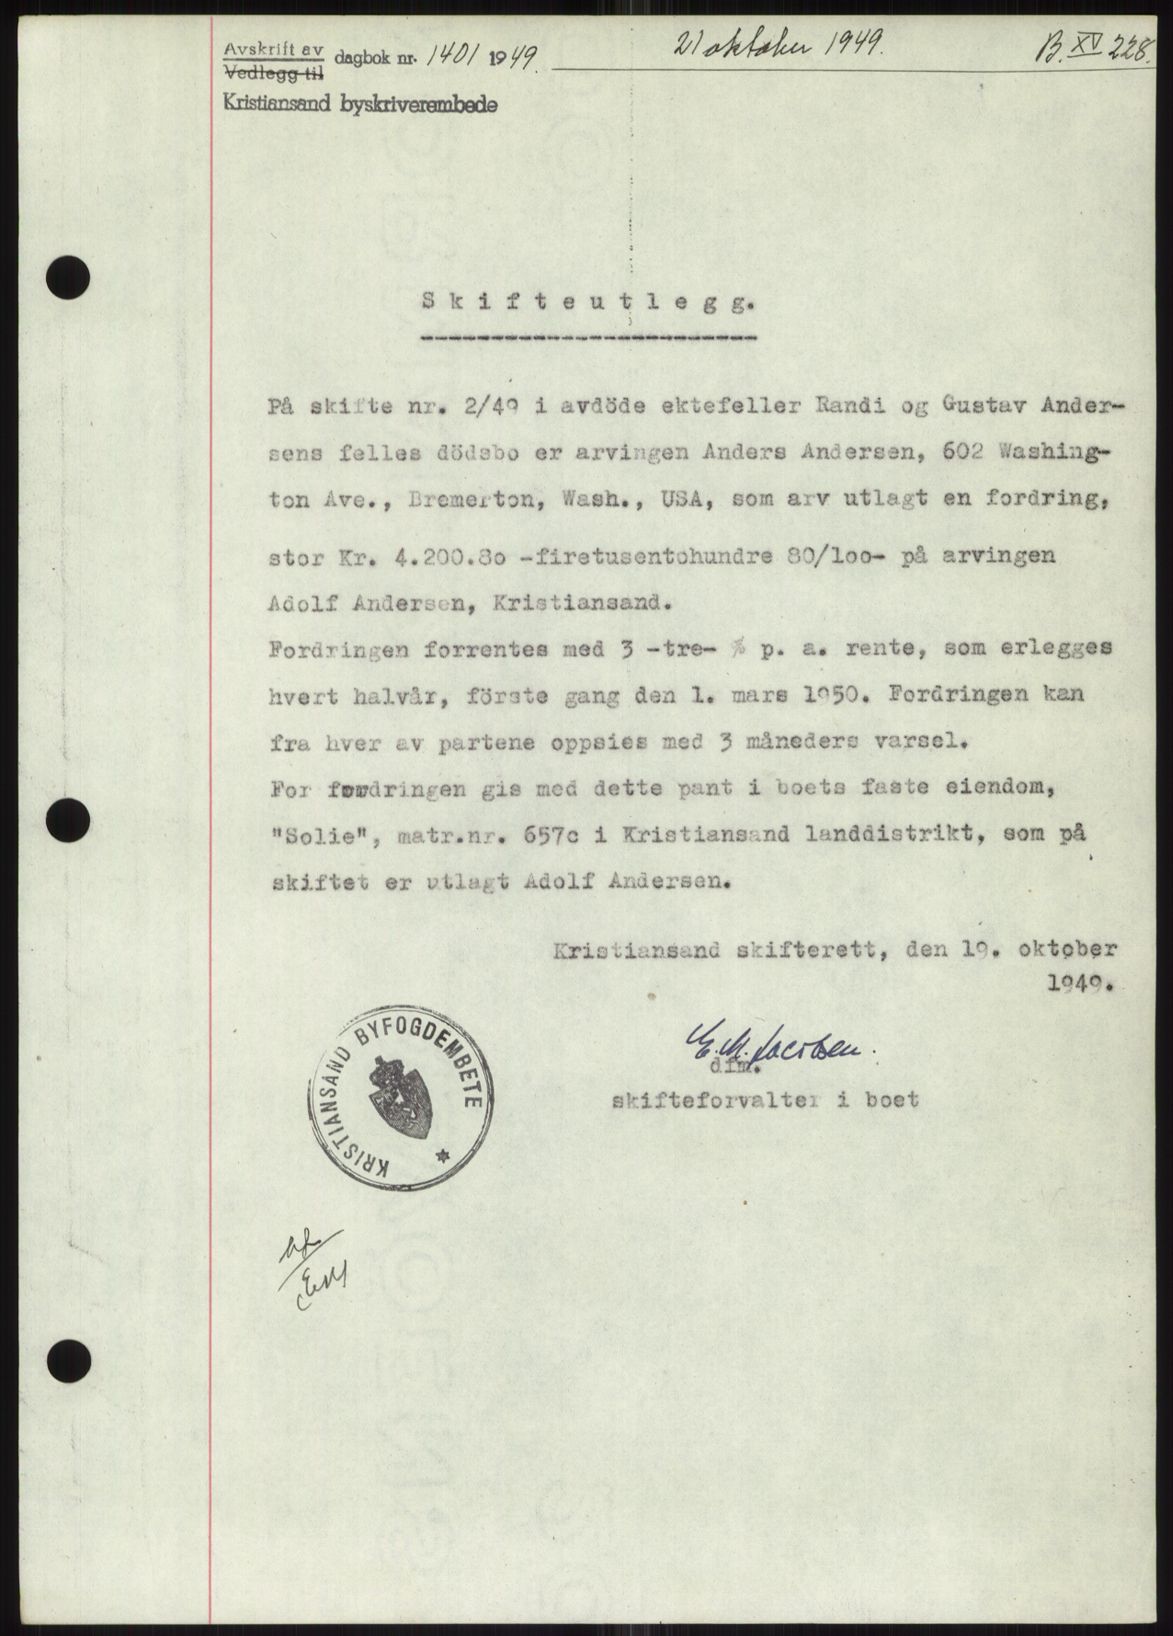 Avskrift av
Vedlegg til
dagbok nr. 1401 1949.
21 oktober 1949.
B. XV 228.
Kristiansand byskriverembede
Skifteutlegg.
På skifte nr. 2/49 i avdöde ektefeller Randi og Gustav Ander-
sens felles dödsbo er arvingen Anders Andersen, 602 Washing-
ton Ave., Bremerton, Wash., USA, som arv utlagt en fordring,
stor Kr. 4.200.80 -firetusentohundre 80/100- på arvingen
Adolf Andersen, Kristiansand.
Fordringen forrentes med 3 -tre- % p. a. rente, som erlegges
hvert halvår, förste gang den 1. mars 1950. Fordringen kan
fra hver av partene oppsies med 3 måneders varsel.
For fordringen gis med dette pant i boets faste eiendom,
"Solie", matr.nr. 657c i Kristiansand landdistrikt, som på
skiftet er utlagt Adolf Andersen.
Kristiansand skifterett, den 19. oktober
1949.
E. M. Jacobsen.
dfm.
skifteforvalter i boet
KRISTIANSAND BYFOGDEMBETE